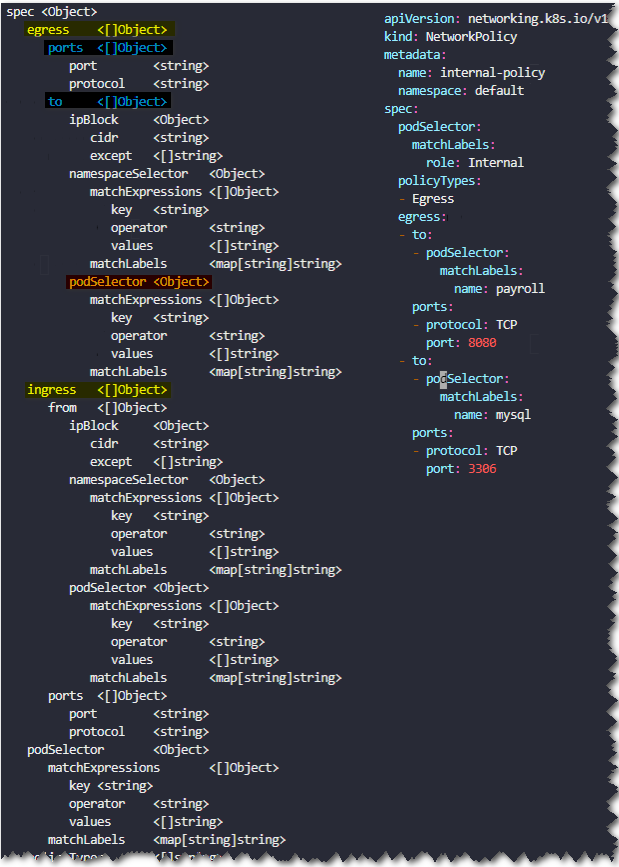 spec <Object>
egress <[]Object>
ports <[]Object>
port <string>
protocol <string>
to <[]Object>
ipBlock <Object>
cidr <string>
except <[]string>
namespaceSelector <Object>
matchExpressions <[]Object>
key <string>
operator <string>
values <[]string>
matchLabels <map[string]string>
podSelector <Object>
matchExpressions <[]Object>
key <string>
operator <string>
values <[]string>
matchLabels <map[string]string>
ingress <[]Object>
from <[]Object>
ipBlock <Object>
cidr <string>
except <[]string>
namespaceSelector <Object>
matchExpressions <[]Object>
key <string>
operator <string>
values <[]string>
matchLabels <map[string]string>
podSelector <Object>
matchExpressions <[]Object>
key <string>
operator <string>
values <[]string>
matchLabels <map[string]string>
ports <[]Object>
port <string>
protocol <string>
podSelector <Object>
matchExpressions <[]Object>
key <string>
operator <string>
values <[]string>
matchLabels <map[string]string>
apiVersion: networking.k8s.io/v1
kind: NetworkPolicy
metadata:
name: internal-policy
namespace: default
spec:
podSelector:
matchLabels:
role: Internal
policyTypes:
- Egress
egress:
- to:
- podSelector:
matchLabels:
name: payroll
ports:
- protocol: TCP
port: 8080
- to:
- podSelector:
matchLabels:
name: mysql
ports:
- protocol: TCP
port: 3306